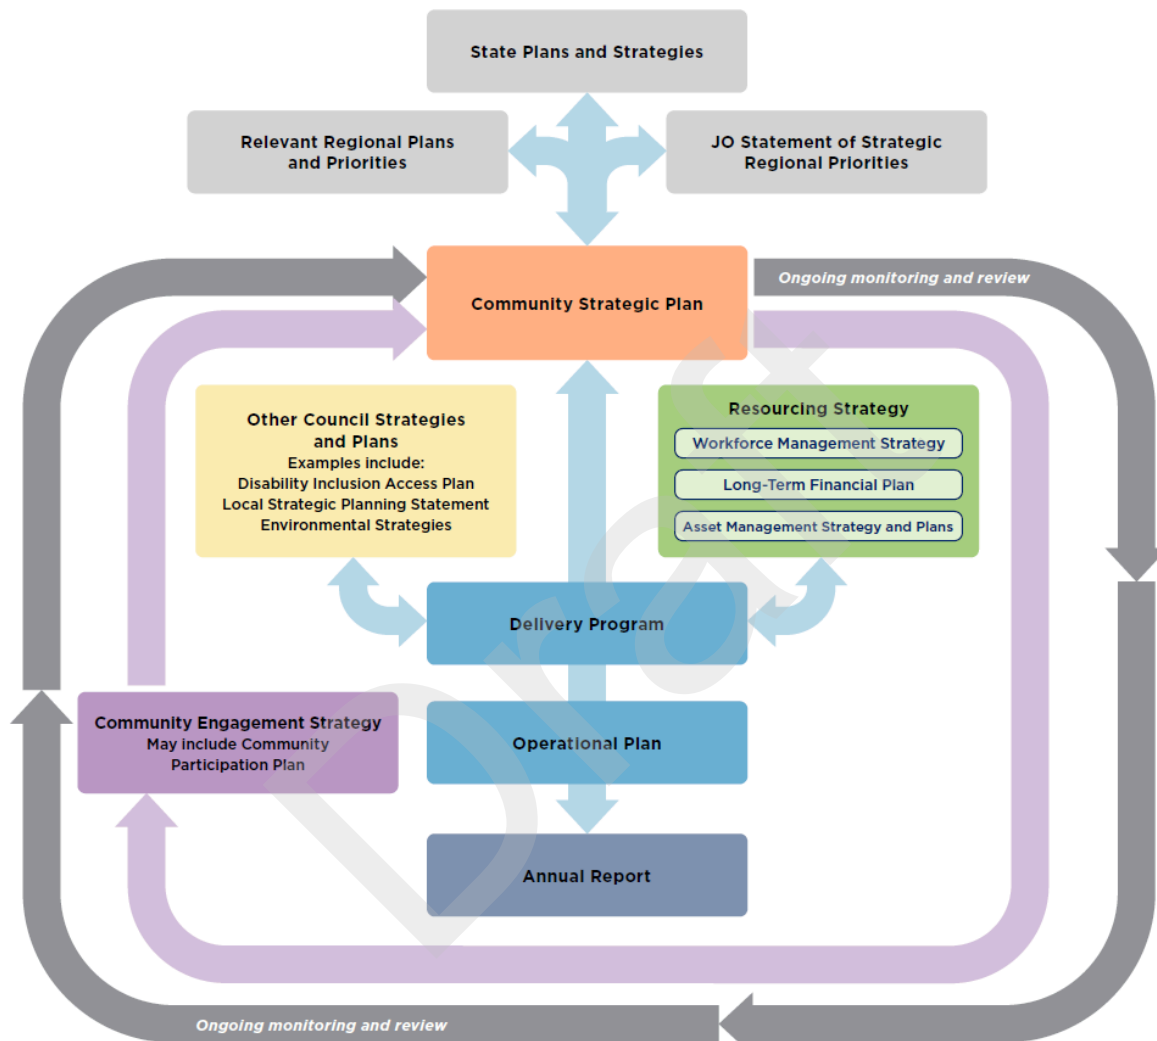 State Plans and Strategies
Relevant Regional Plans
and Priorities
JO Statement of Strategic
Regional Priorities
Community Strategic Plan
Ongoing monitoring and review
Other Council Strategies
and Plans
Examples include:
Disability Inclusion Access Plan
Local Strategic Planning Statement
Environmental Strategies
Resourcing Strategy
Workforce Management Strategy
Long-Term Financial Plan
Asset Management Strategy and Plans
Delivery Program
Community Engagement Strategy
May include Community
Participation Plan
Operational Plan
Annual Report
Ongoing monitoring and review
Draft